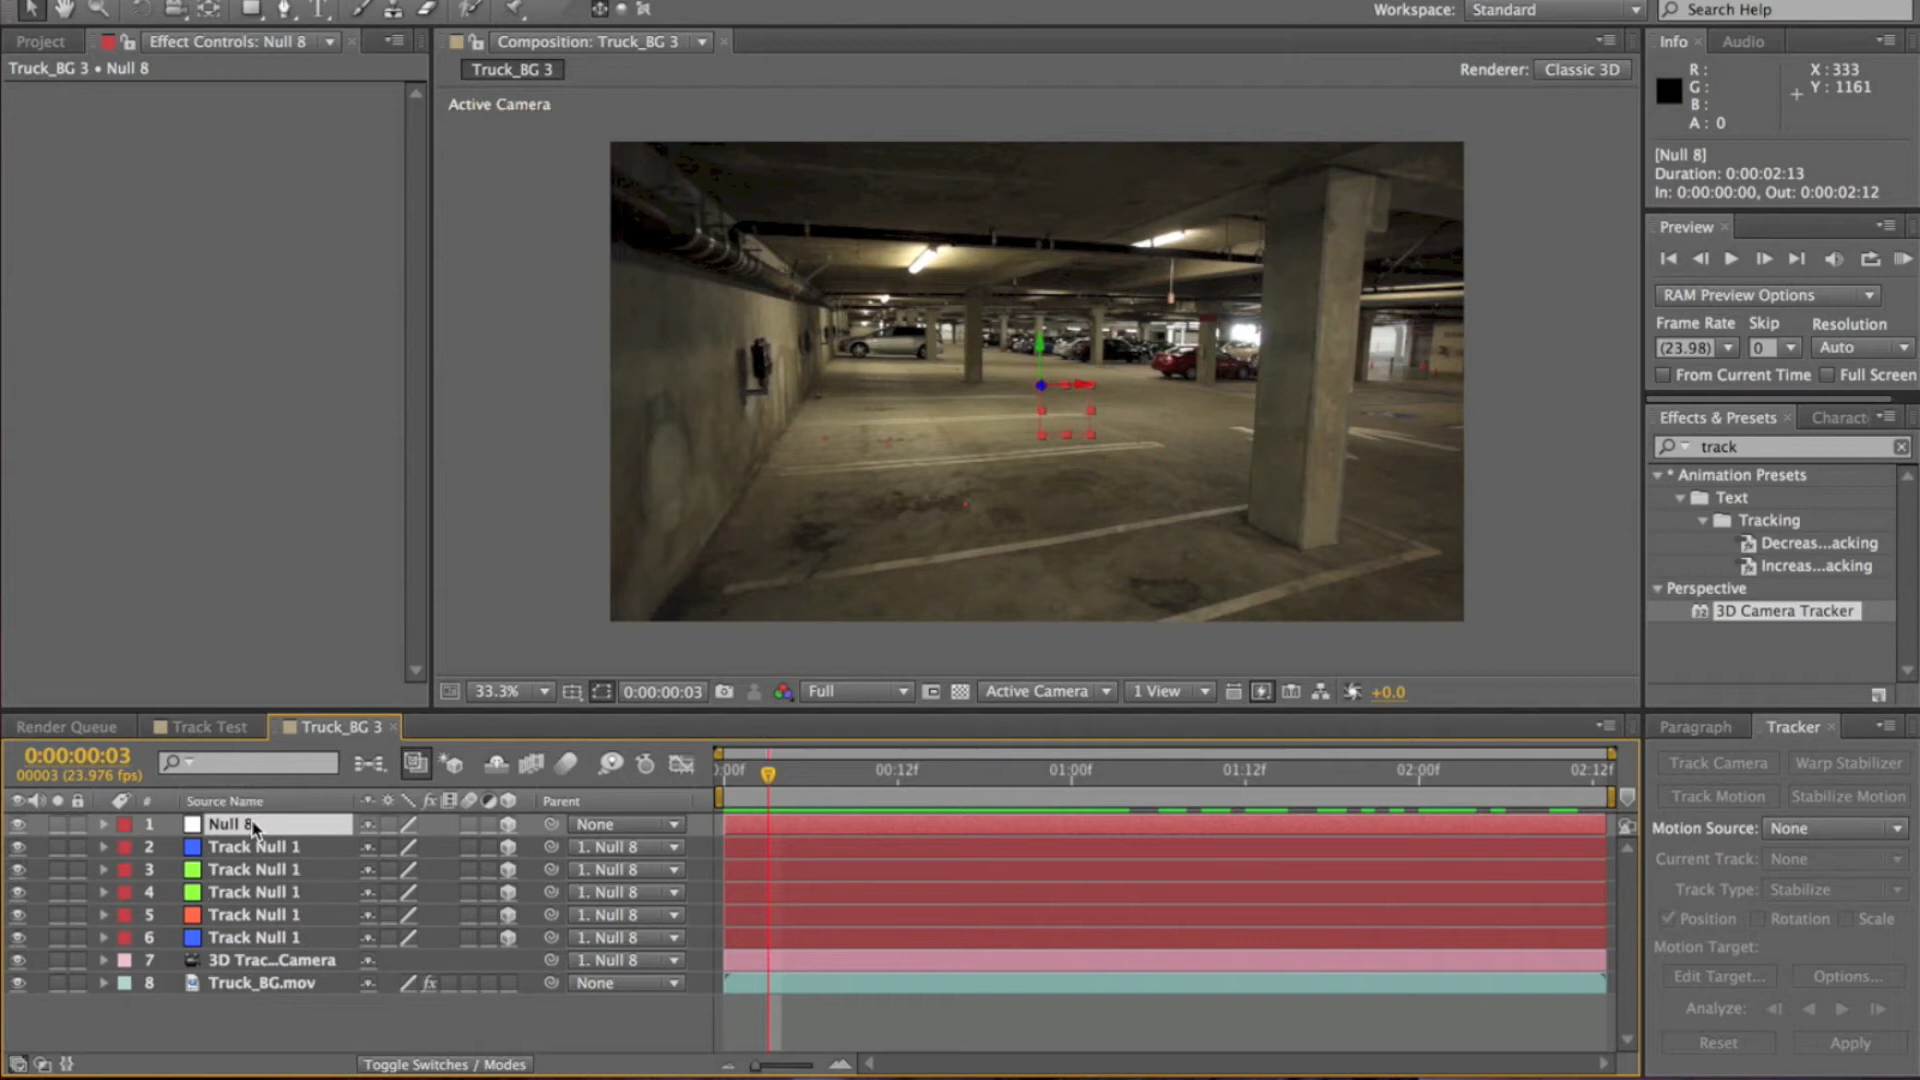 Workspace: Standard
Search Help
Project
Effect Controls: Null 8
Composition: Truck_BG 3
Info
Audio
Truck_BG 3 • Null 8
Truck_BG 3
Renderer: Classic 3D
R :
G :
B :
A : 0
X : 333
Y : 1161
Active Camera
[Null 8]
Duration: 0:00:02:13
In: 0:00:00:00, Out: 0:00:02:12
Preview
RAM Preview Options
Frame Rate Skip Resolution
(23.98) 0 Auto
From Current Time Full Screen
Effects & Presets Charact
track
* Animation Presets
Text
Tracking
Decreas...acking
Increas...acking
Perspective
3D Camera Tracker
33.3% 0:00:00:03 Full Active Camera 1 View +0.0
Render Queue Track Test Truck_BG 3
Paragraph Tracker
0:00:00:03
00003 (23.976 fps)
):00f 00:12f 01:00f 01:12f 02:00f 02:12f
# Source Name fx Parent
1 Null 8 None
2 Track Null 1 1. Null 8
3 Track Null 1 1. Null 8
4 Track Null 1 1. Null 8
5 Track Null 1 1. Null 8
6 Track Null 1 1. Null 8
7 3D Trac...Camera 1. Null 8
8 Truck_BG.mov fx None
Toggle Switches / Modes
Track Camera Warp Stabilizer
Track Motion Stabilize Motion
Motion Source: None
Current Track: None
Track Type: Stabilize
Position Rotation Scale
Motion Target:
Edit Target... Options...
Analyze:
Reset Apply